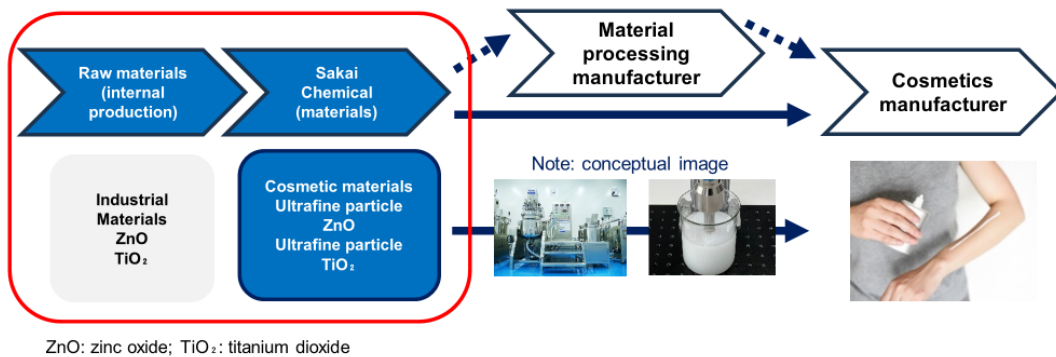 Raw materials
(internal
production)
Sakai
Chemical
(materials)
Material
processing
manufacturer
Cosmetics
manufacturer
Note: conceptual image
Industrial
Materials
ZnO
TiO₂
Cosmetic materials
Ultrafine particle
ZnO
Ultrafine particle
TiO₂
ZnO: zinc oxide; TiO₂: titanium dioxide